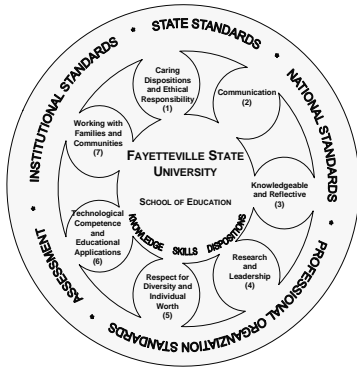 STATE STANDARDS
NATIONAL STANDARDS
PROFESSIONAL ORGANIZATION STANDARDS
ASSESSMENT
INSTITUTIONAL STANDARDS
Caring
Dispositions
and Ethical
Responsibility
(1)
Communication
(2)
Knowledgeable
and Reflective
(3)
Research
and
Leadership
(4)
Respect for
Diversity and
Individual
Worth
(5)
Technological
Competence
and
Educational
Applications
(6)
Working with
Families and
Communities
(7)
FAYETTEVILLE STATE
UNIVERSITY
SCHOOL OF EDUCATION
KNOWLEDGE SKILLS DISPOSITIONS